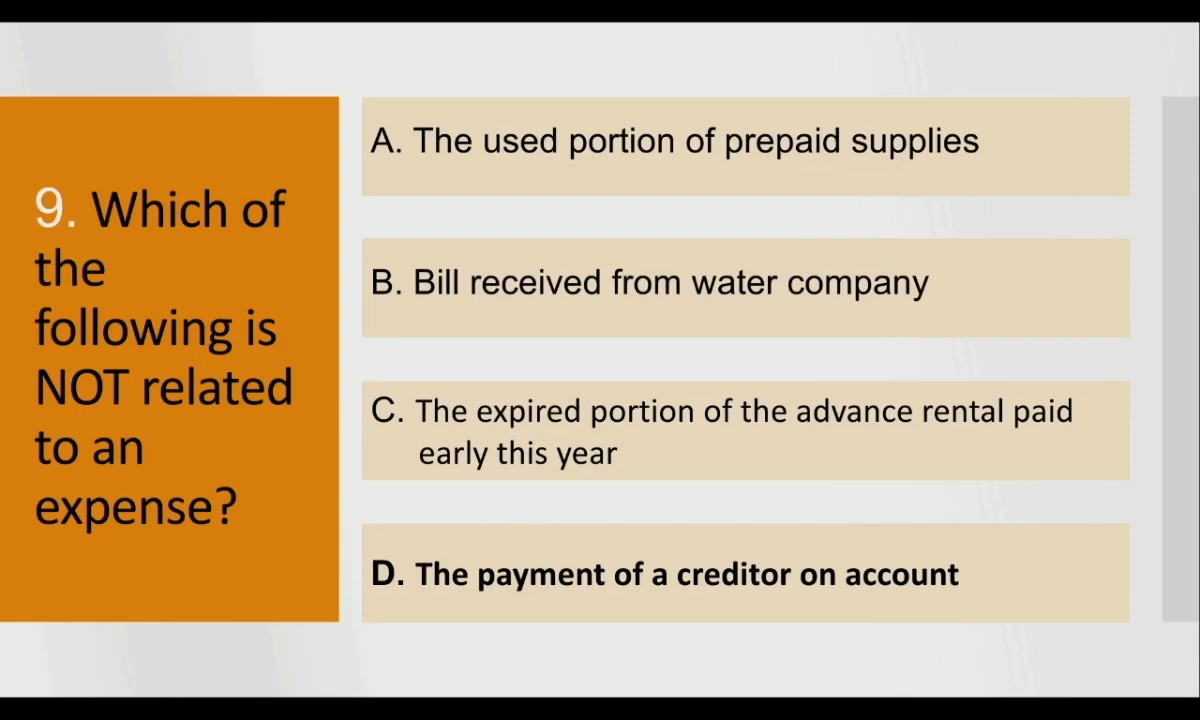 9. Which of
the
following is
NOT related
to an
expense?
A. The used portion of prepaid supplies
B. Bill received from water company
C. The expired portion of the advance rental paid
early this year
D. The payment of a creditor on account